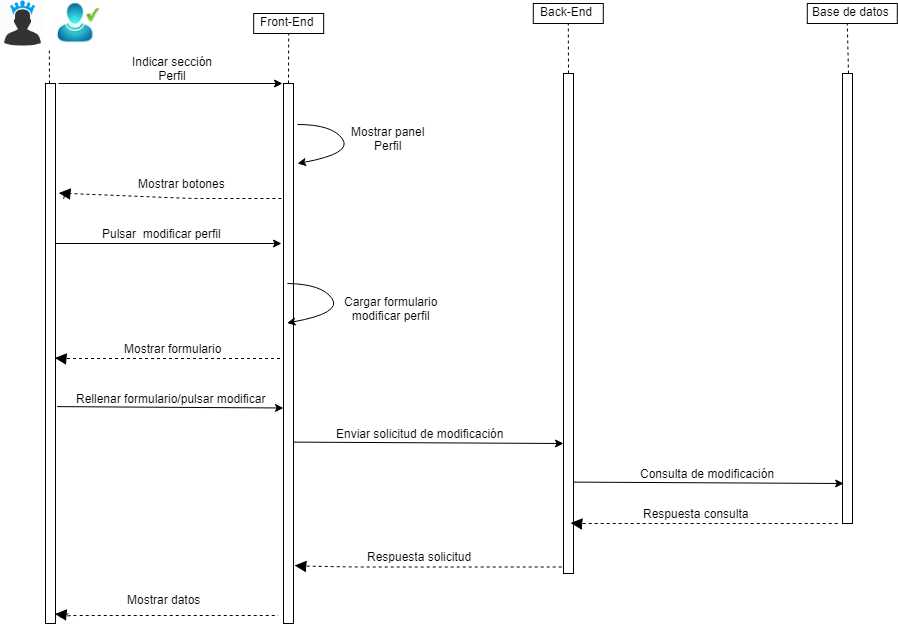 Front-End
Back-End
Base de datos
Indicar sección
Perfil
Mostrar panel
Perfil
Mostrar botones
Pulsar  modificar perfil
Cargar formulario
modificar perfil
Mostrar formulario
Rellenar formulario/pulsar modificar
Enviar solicitud de modificación
Consulta de modificación
Respuesta consulta
Respuesta solicitud
Mostrar datos